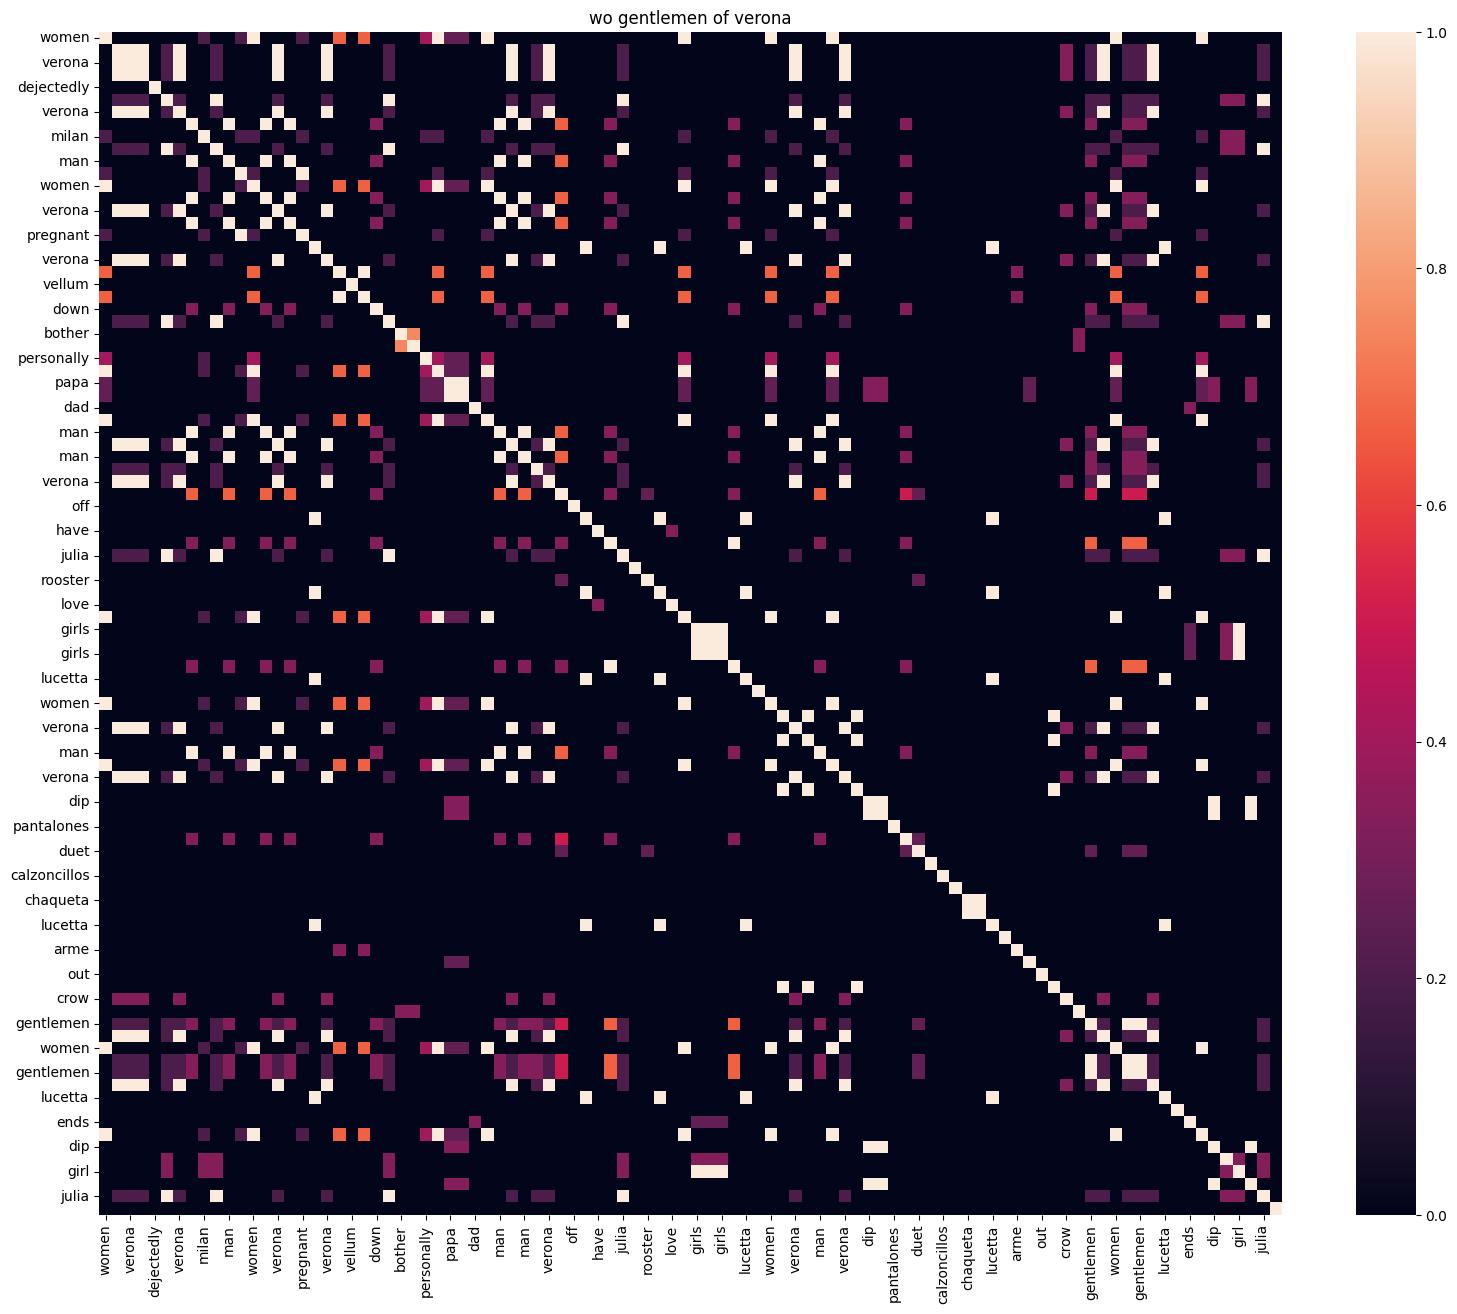 wo gentlemen of verona
women
verona
dejectedly
verona
milan
man
women
verona
pregnant
verona
vellum
down
bother
personally
papa
dad
man
man
verona
off
have
julia
rooster
love
girls
girls
lucetta
women
verona
man
verona
dip
pantalones
duet
calzoncillos
chaqueta
lucetta
arme
out
crow
gentlemen
women
gentlemen
lucetta
ends
dip
girl
julia
women
verona
dejectedly
verona
milan
man
women
verona
pregnant
verona
vellum
down
bother
personally
papa
dad
man
man
verona
off
have
julia
rooster
love
girls
girls
lucetta
women
verona
man
verona
dip
pantalones
duet
calzoncillos
chaqueta
lucetta
arme
out
crow
gentlemen
women
gentlemen
lucetta
ends
dip
girl
julia
1.0
0.8
0.6
0.4
0.2
0.0